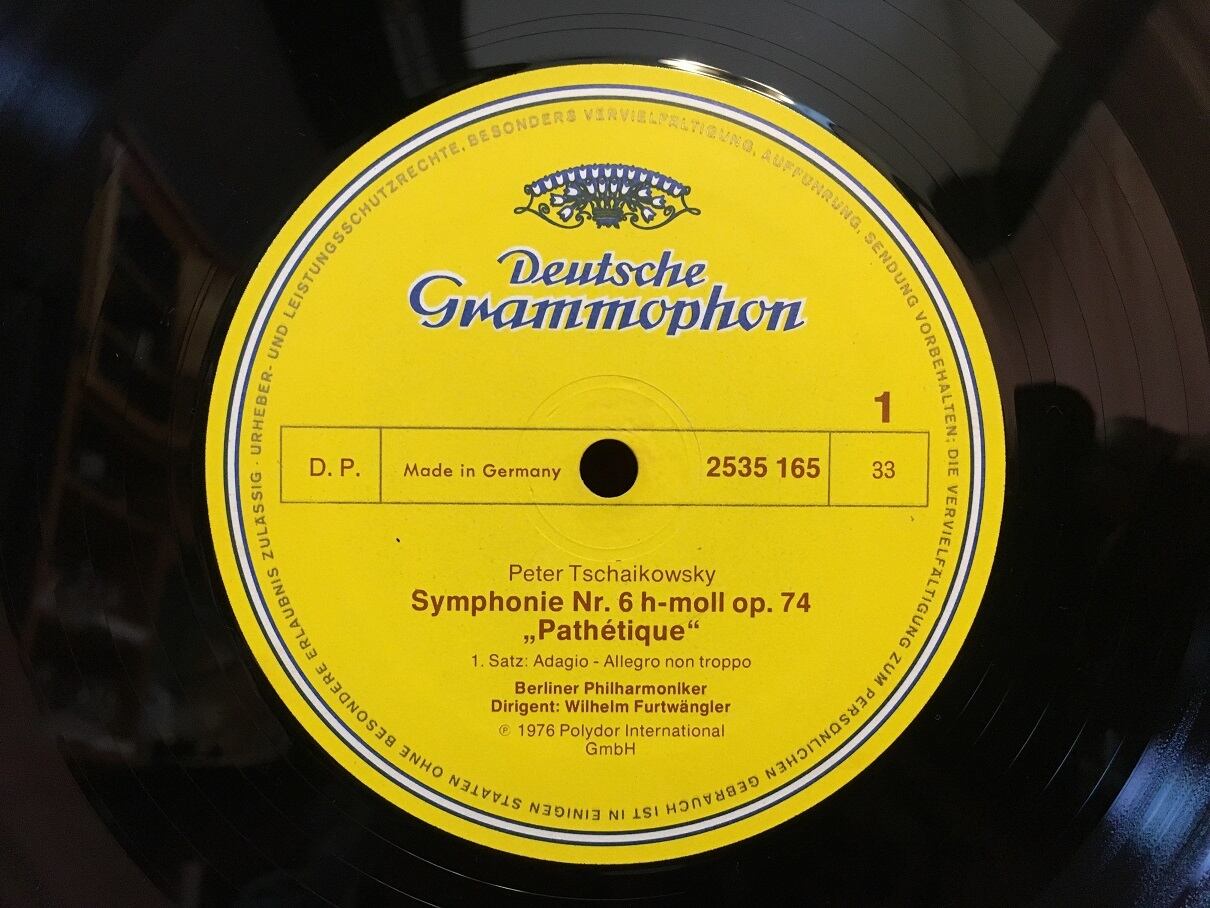 Deutsche
Grammophon
1
D. P. Made in Germany 2535 165 33
Peter Tschaikowsky
Symphonie Nr. 6 h-moll op. 74
„Pathétique“
1. Satz: Adagio - Allegro non troppo
Berliner Philharmoniker
Dirigent: Wilhelm Furtwängler
℗ 1976 Polydor International
GmbH
URHEBER- UND LEISTUNGSSCHUTZRECHTE, BESONDERS VERVIELFÄLTIGUNG, AUFFÜHRUNG, SENDUNG VORBEHALTEN; DIE VERVIELFÄLTIGUNG ZUM PERSÖNLICHEN GEBRAUCH IST IN EINIGEN STAATEN OHNE BESONDERE ERLAUBNIS ZULÄSSIG ·